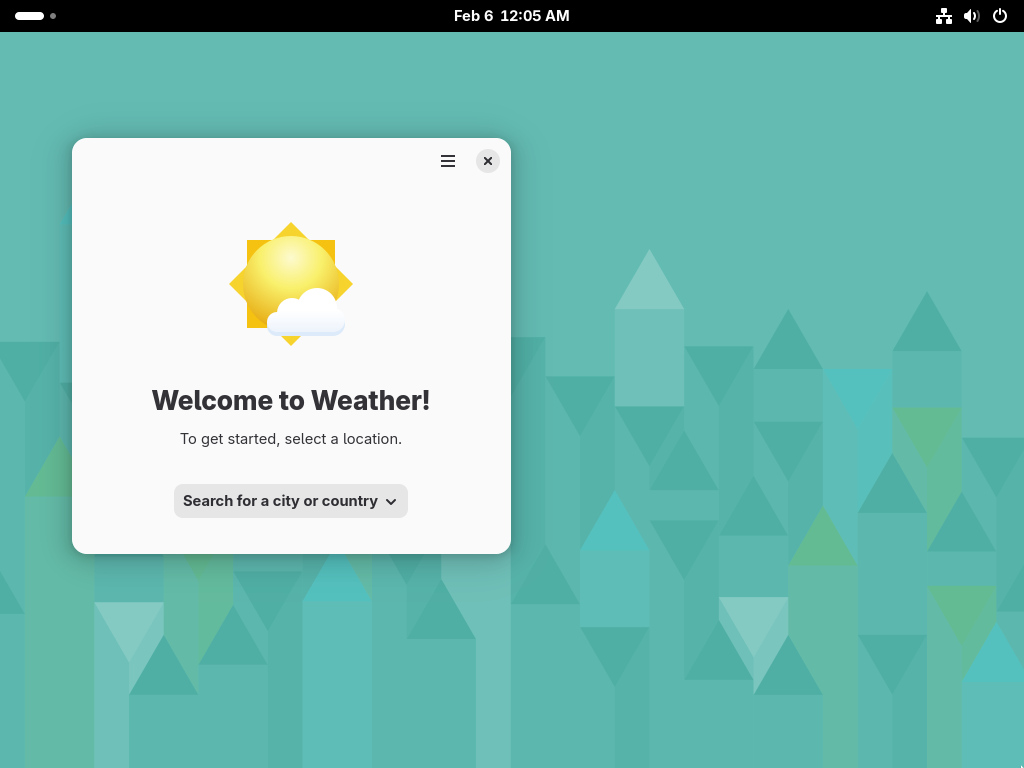 Feb 6 12:05 AM
Welcome to Weather!
To get started, select a location.
Search for a city or country